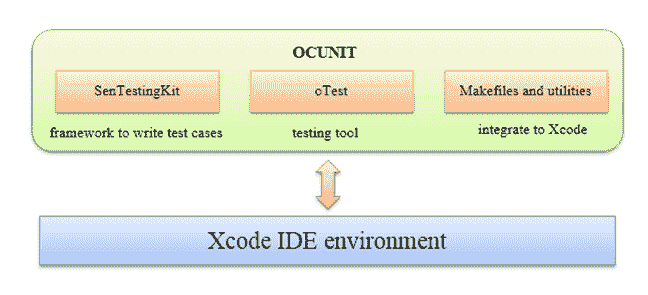 OCUNIT
SenTestingKit
oTest
Makefiles and utilities
framework to write test cases
testing tool
integrate to Xcode
Xcode IDE environment